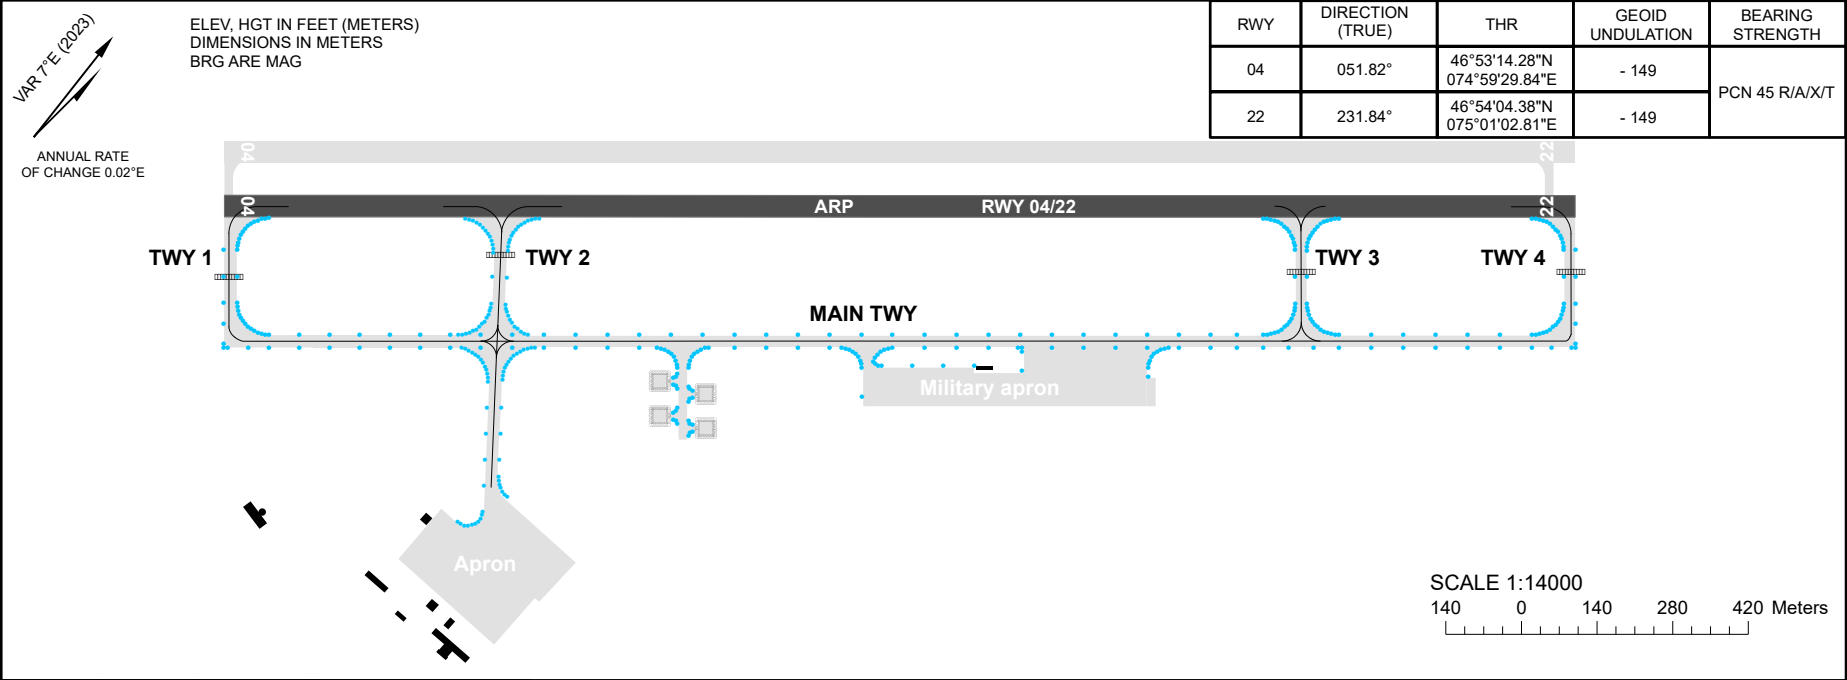 VAR 7°E (2023)
ANNUAL RATE
OF CHANGE 0.02°E
ELEV, HGT IN FEET (METERS)
DIMENSIONS IN METERS
BRG ARE MAG
RWY
DIRECTION
(TRUE)
THR
GEOID
UNDULATION
BEARING
STRENGTH
04
051.82°
46°53'14.28"N
074°59'29.84"E
- 149
PCN 45 R/A/X/T
22
231.84°
46°54'04.38"N
075°01'02.81"E
- 149
04
22
04
ARP
RWY 04/22
22
TWY 1
TWY 2
TWY 3
TWY 4
MAIN TWY
Military apron
Apron
SCALE 1:14000
140 0 140 280 420 Meters